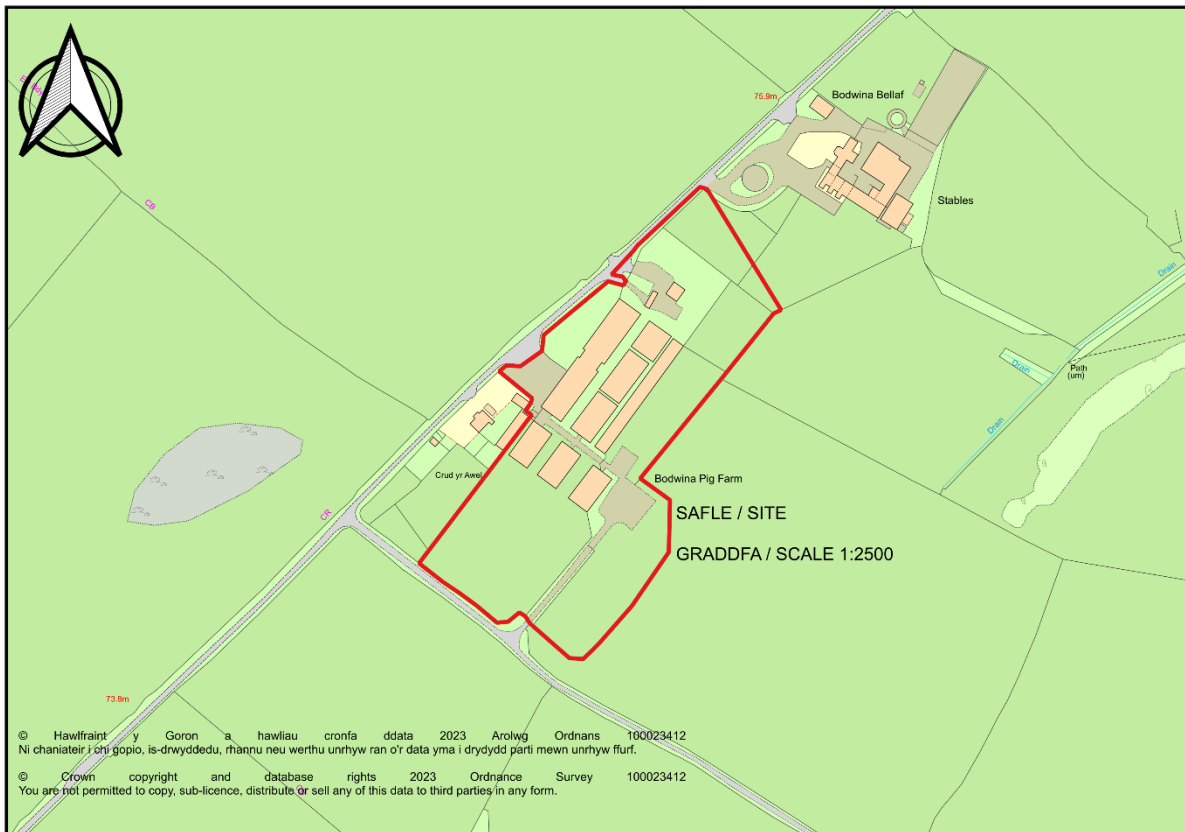 75.9m
Bodwina Bellaf
CB
Stables
Drain
Drain
Path
(um)
Drain
Crud yr Awel
Bodwina Pig Farm
CR
SAFLE / SITE
GRADDFA / SCALE 1:2500
73.8m
© Hawlfraint y Goron a hawliau cronfa ddata 2023 Arolwg Ordnans 100023412
Ni chaniateir i chi gopio, is-drwyddedu, rhannu neu werthu unrhyw ran o'r data yma i drydydd parti mewn unrhyw ffurf.
© Crown copyright and database rights 2023 Ordnance Survey 100023412
You are not permitted to copy, sub-licence, distribute or sell any of this data to third parties in any form.